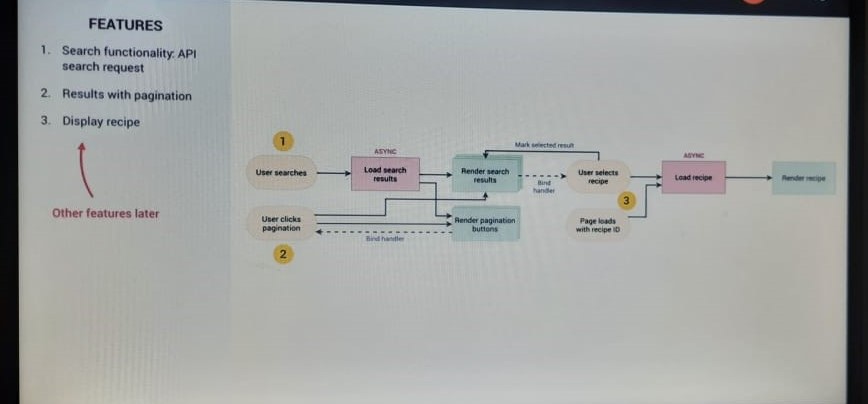 FEATURES
1. Search functionality: API
search request
2. Results with pagination
3. Display recipe
Other features later
1
User searches
ASYNC
Load search
results
Render search
results
Mark selected result
Bind
handler
User selects
recipe
ASYNC
Load recipe
Render recipe
3
User clicks
pagination
Bind handler
Render pagination
buttons
Page loads
with recipe ID
2